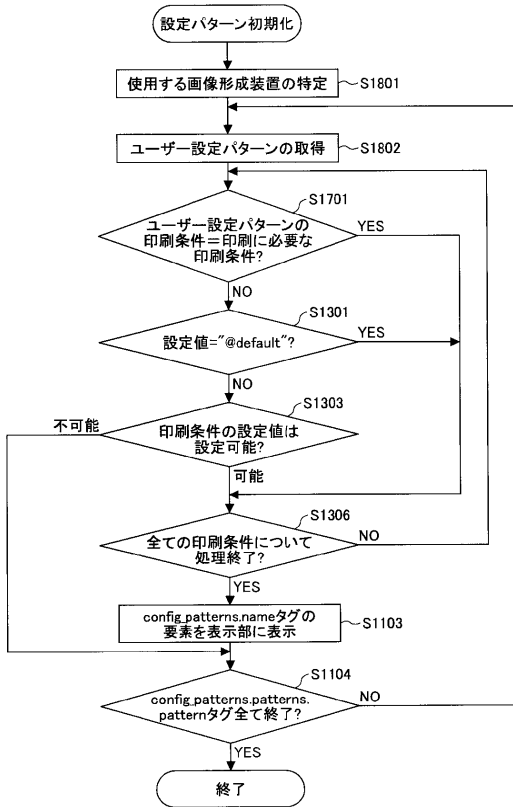 設定パターン初期化
使用する画像形成装置の特定
S1801
ユーザー設定パターンの取得
S1802
S1701
ユーザー設定パターンの
印刷条件=印刷に必要な
印刷条件?
YES
NO
S1301
設定値="@default"?
YES
NO
S1303
不可能
印刷条件の設定値は
設定可能?
可能
S1306
全ての印刷条件について
処理終了?
NO
YES
config_patterns.nameタグの
要素を表示部に表示
S1103
S1104
config_patterns.patterns.
patternタグ全て終了?
NO
YES
終了